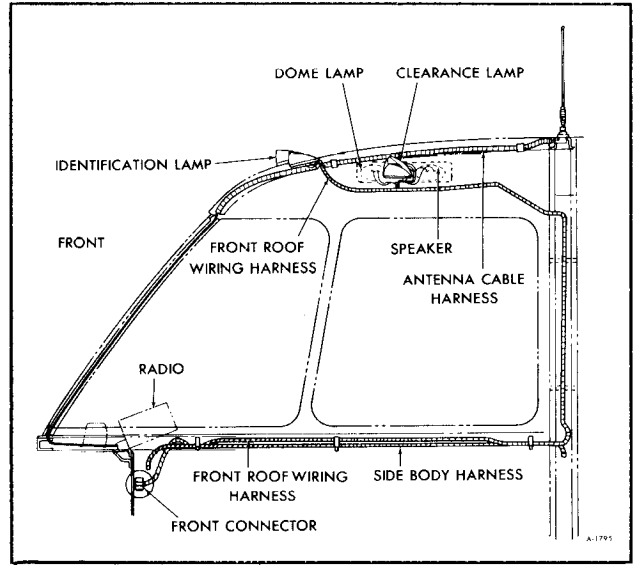 DOME LAMP
CLEARANCE LAMP
IDENTIFICATION LAMP
FRONT
FRONT ROOF
WIRING HARNESS
SPEAKER
ANTENNA CABLE
HARNESS
RADIO
FRONT ROOF WIRING
HARNESS
SIDE BODY HARNESS
FRONT CONNECTOR
A-1795